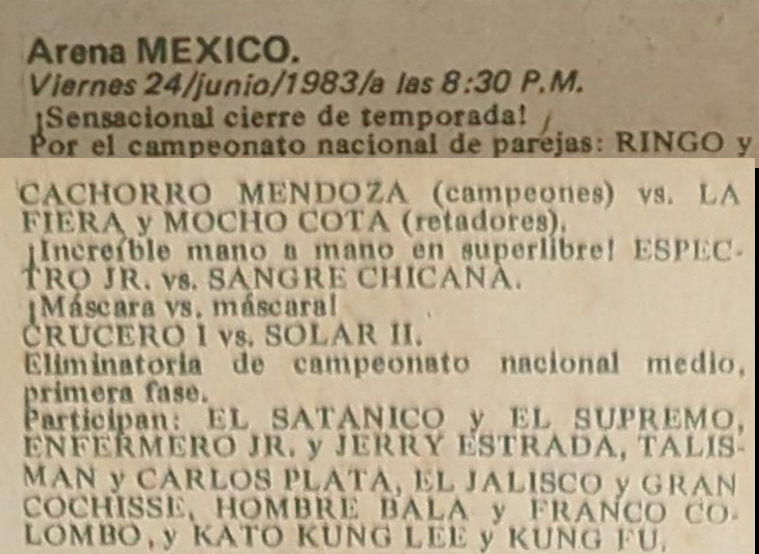 Arena MEXICO.
Viernes 24/junio/1983/a las 8:30 P.M.
¡Sensacional cierre de temporada!
Por el campeonato nacional de parejas: RINGO y
CACHORRO MENDOZA (campeones) vs. LA
FIERA y MOCHO COTA (retadores).
¡Increíble mano a mano en superlibre! ESPEC-
TRO JR. vs. SANGRE CHICANA.
¡Máscara vs. máscara!
CRUCERO I vs. SOLAR II.
Eliminatoria de campeonato nacional medio,
primera fase.
Participan: EL SATANICO y EL SUPREMO,
ENFERMERO JR. y JERRY ESTRADA, TALIS-
MAN y CARLOS PLATA, EL JALISCO y GRAN
COCHISSE, HOMBRE BALA y FRANCO CO-
LOMBO, y KATO KUNG LEE y KUNG FU.